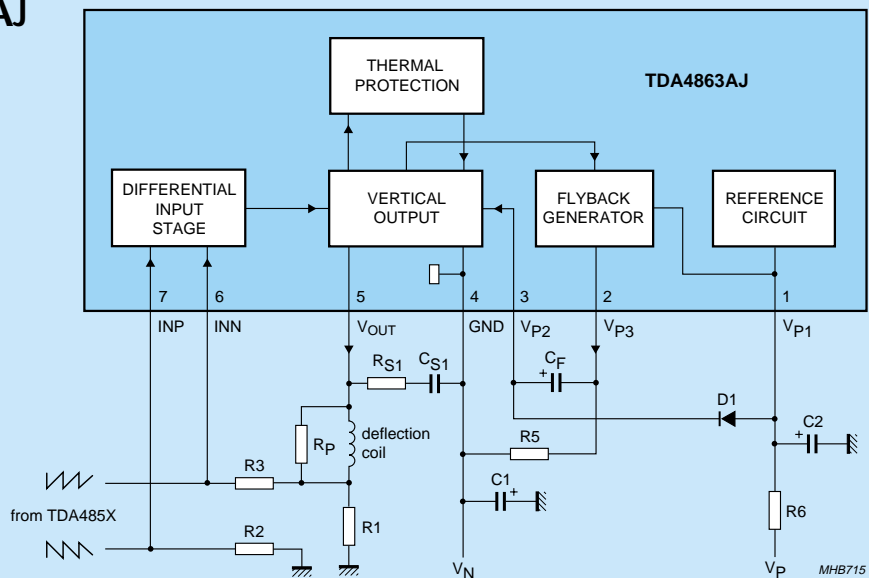 AJ
THERMAL
PROTECTION
TDA4863AJ
DIFFERENTIAL
INPUT
STAGE
VERTICAL
OUTPUT
FLYBACK
GENERATOR
REFERENCE
CIRCUIT
7 6 5 4 3 2 1
INP INN VOUT GND VP2 VP3 VP1
RS1 CS1 CF
D1
C2
RP
deflection
coil
R5
R3
C1
R6
from TDA485X
R1
R2
VN VP
MHB715